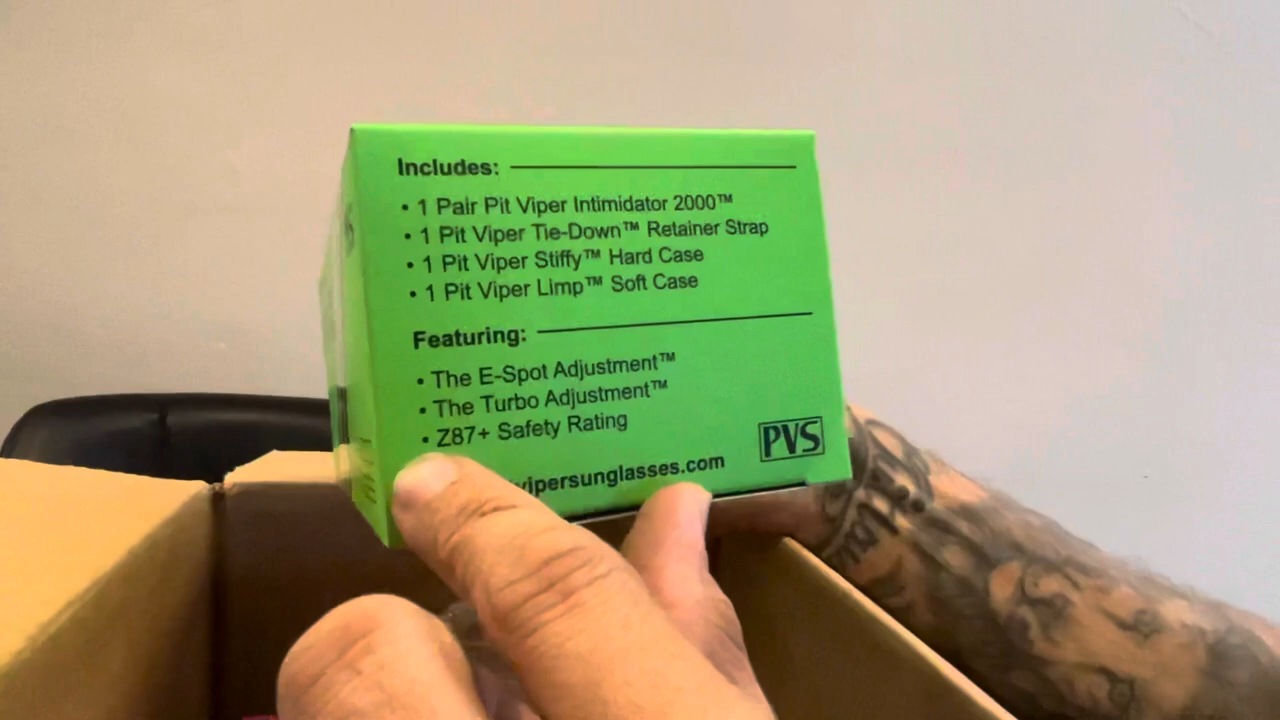 Includes:
• 1 Pair Pit Viper Intimidator 2000™
• 1 Pit Viper Tie-Down™ Retainer Strap
• 1 Pit Viper Stiffy™ Hard Case
• 1 Pit Viper Limp™ Soft Case
Featuring:
• The E-Spot Adjustment™
• The Turbo Adjustment™
• Z87+ Safety Rating
PVS
vipersunglasses.com